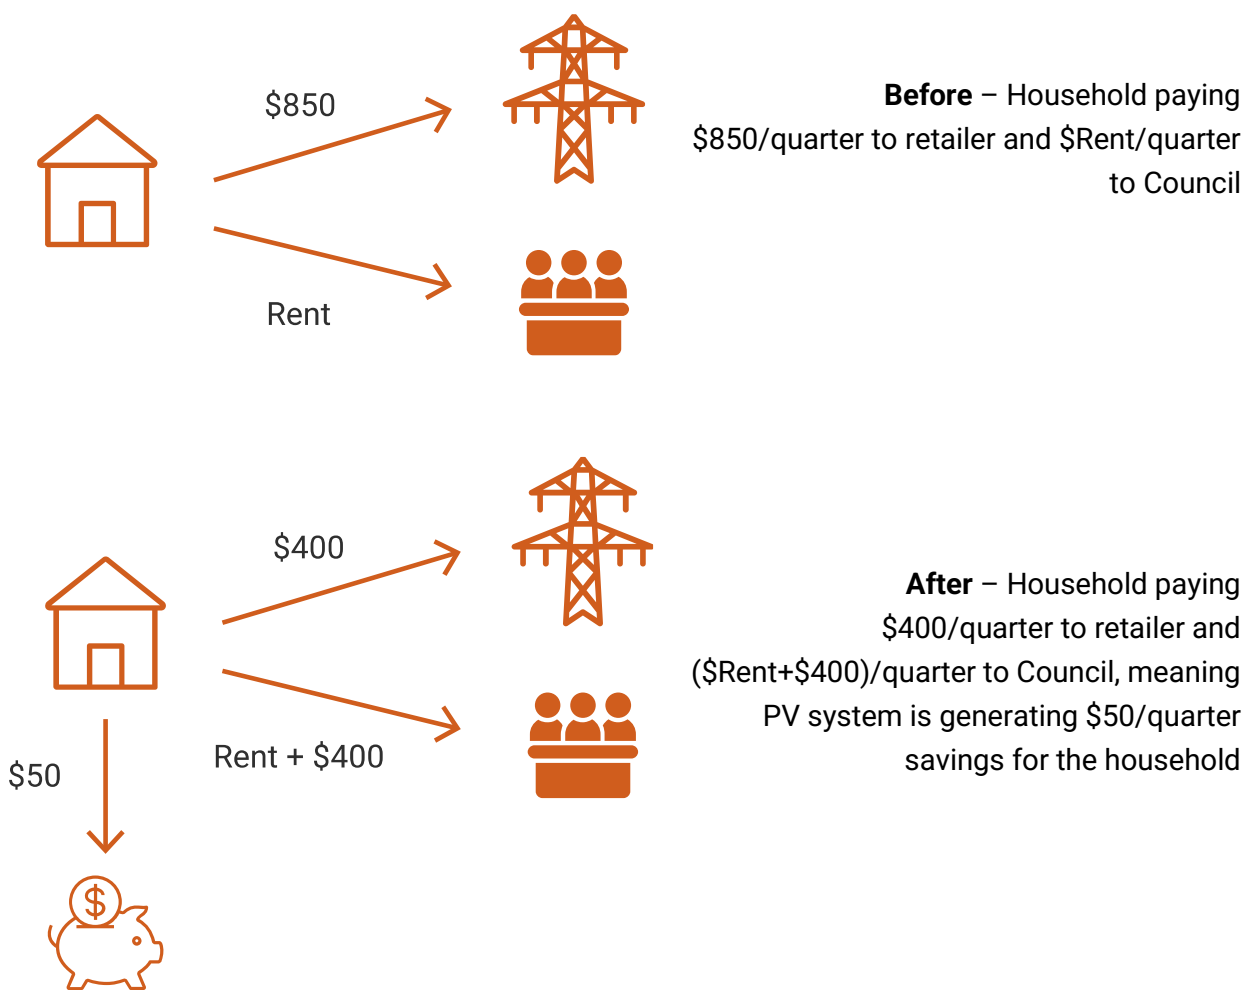 $850
Before – Household paying
$850/quarter to retailer and $Rent/quarter
to Council
Rent
$400
After – Household paying
$400/quarter to retailer and
($Rent+$400)/quarter to Council, meaning
PV system is generating $50/quarter
savings for the household
Rent + $400
$50
$